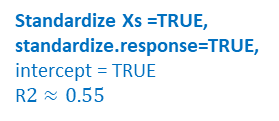 Standardize Xs =TRUE,
standardize.response=TRUE,
intercept = TRUE
R2 ≈ 0.55